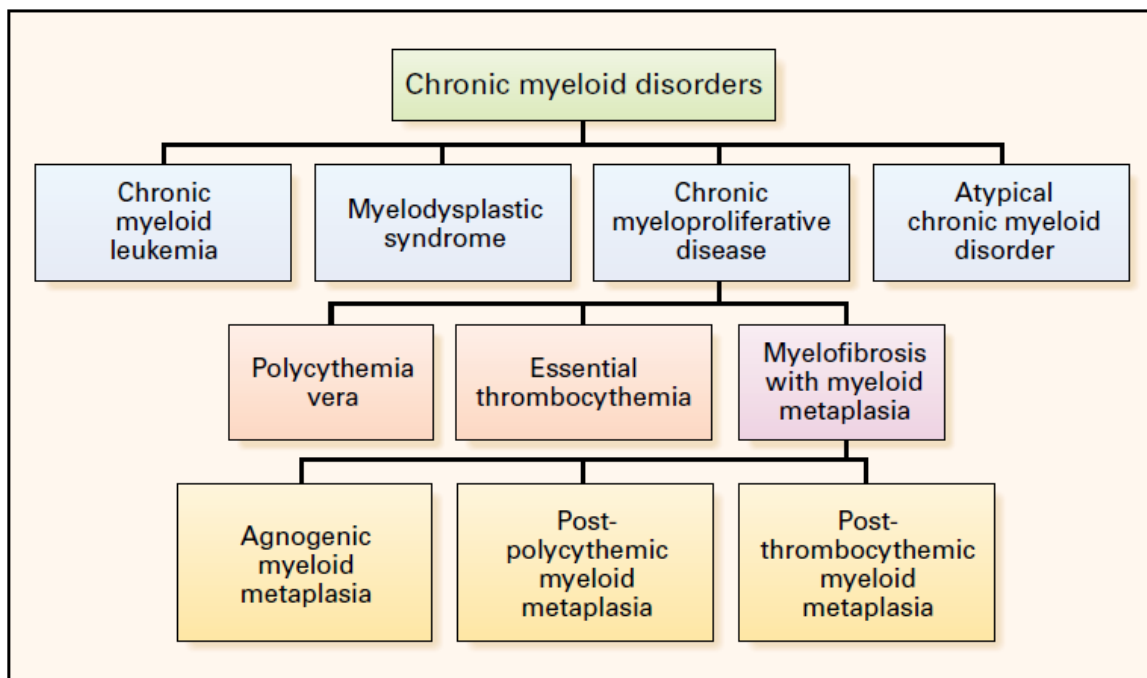 Chronic myeloid disorders
Chronic
myeloid
leukemia
Myelodysplastic
syndrome
Chronic
myeloproliferative
disease
Atypical
chronic myeloid
disorder
Polycythemia
vera
Essential
thrombocythemia
Myelofibrosis
with myeloid
metaplasia
Agnogenic
myeloid
metaplasia
Post-
polycythemic
myeloid
metaplasia
Post-
thrombocythemic
myeloid
metaplasia